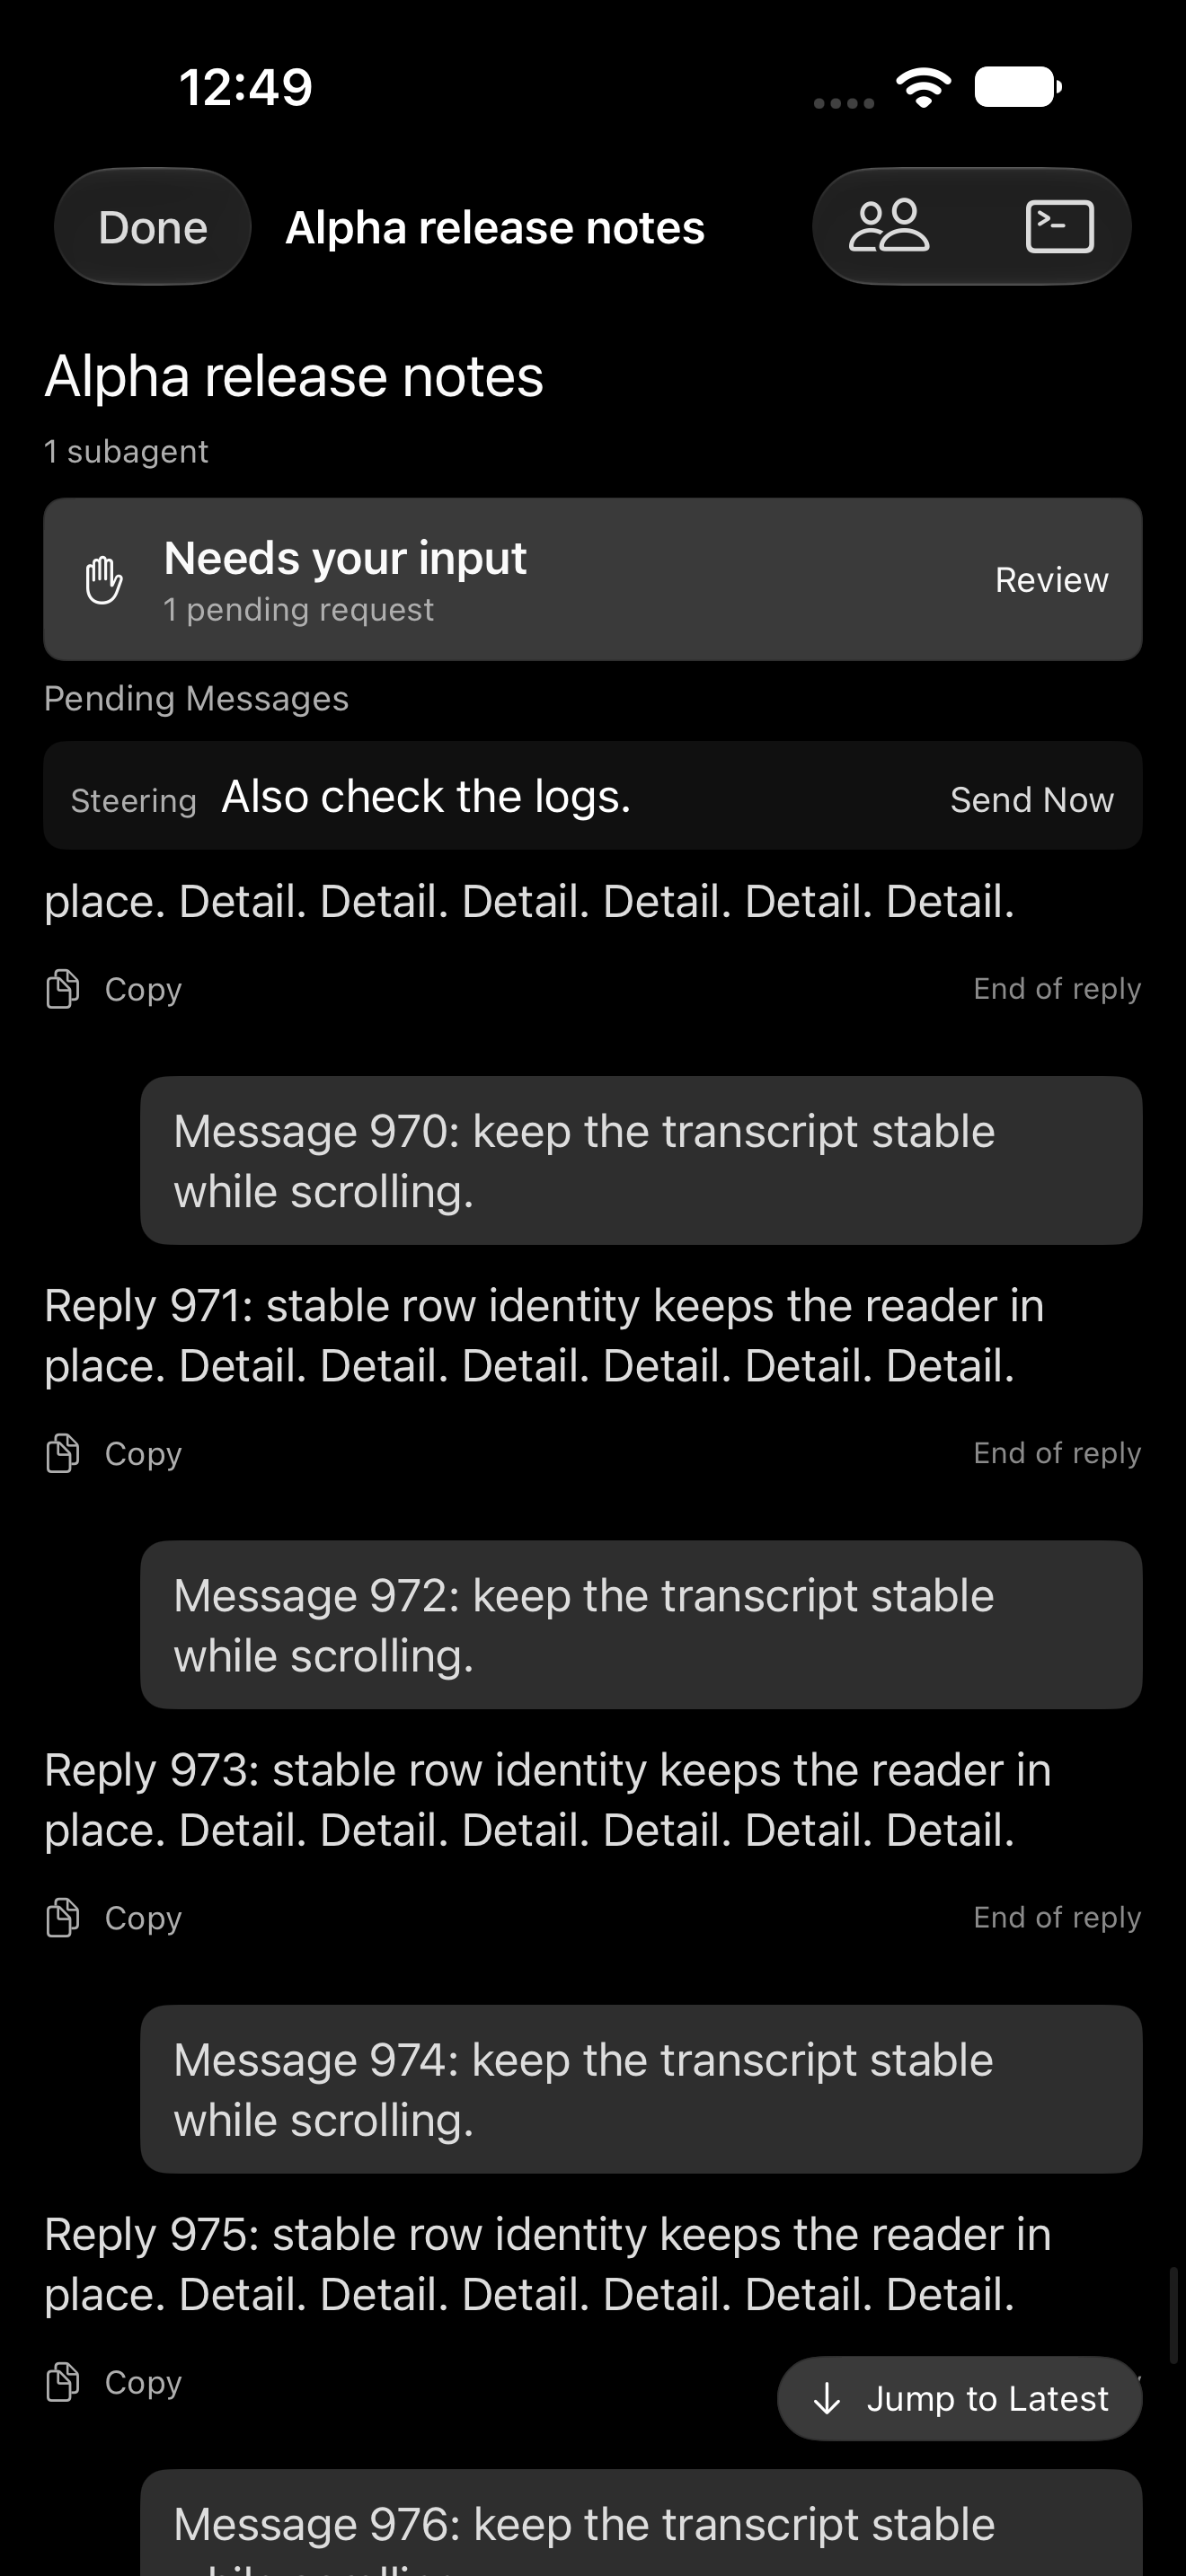 12:49
Done
Alpha release notes
Alpha release notes
1 subagent
Needs your input
1 pending request
Review
Pending Messages
Steering Also check the logs.
Send Now
place. Detail. Detail. Detail. Detail. Detail. Detail.
Copy
End of reply
Message 970: keep the transcript stable
while scrolling.
Reply 971: stable row identity keeps the reader in
place. Detail. Detail. Detail. Detail. Detail. Detail.
Copy
End of reply
Message 972: keep the transcript stable
while scrolling.
Reply 973: stable row identity keeps the reader in
place. Detail. Detail. Detail. Detail. Detail. Detail.
Copy
End of reply
Message 974: keep the transcript stable
while scrolling.
Reply 975: stable row identity keeps the reader in
place. Detail. Detail. Detail. Detail. Detail. Detail.
Copy
Jump to Latest
Message 976: keep the transcript stable